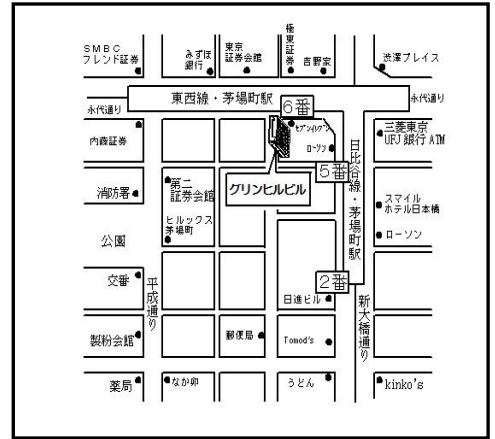 SMBC
フレンド証券
みずほ
銀行
東京
証券会館
極東証券
吉野家
渋澤プレイス
永代通り
東西線・茅場町駅
永代通り
6番
内藤証券
セブンイレブン
ローソン
三菱東京
UFJ銀行ATM
5番
日比谷線・茅場町駅
グリンヒルビル
消防署
第二
証券会館
ヒルックス
茅場町
スマイル
ホテル日本橋
ローソン
公園
交番
平成通り
2番
日進ビル
新大橋通り
製粉会館
郵便局
Tomod's
薬局
なか卯
うどん
kinko's